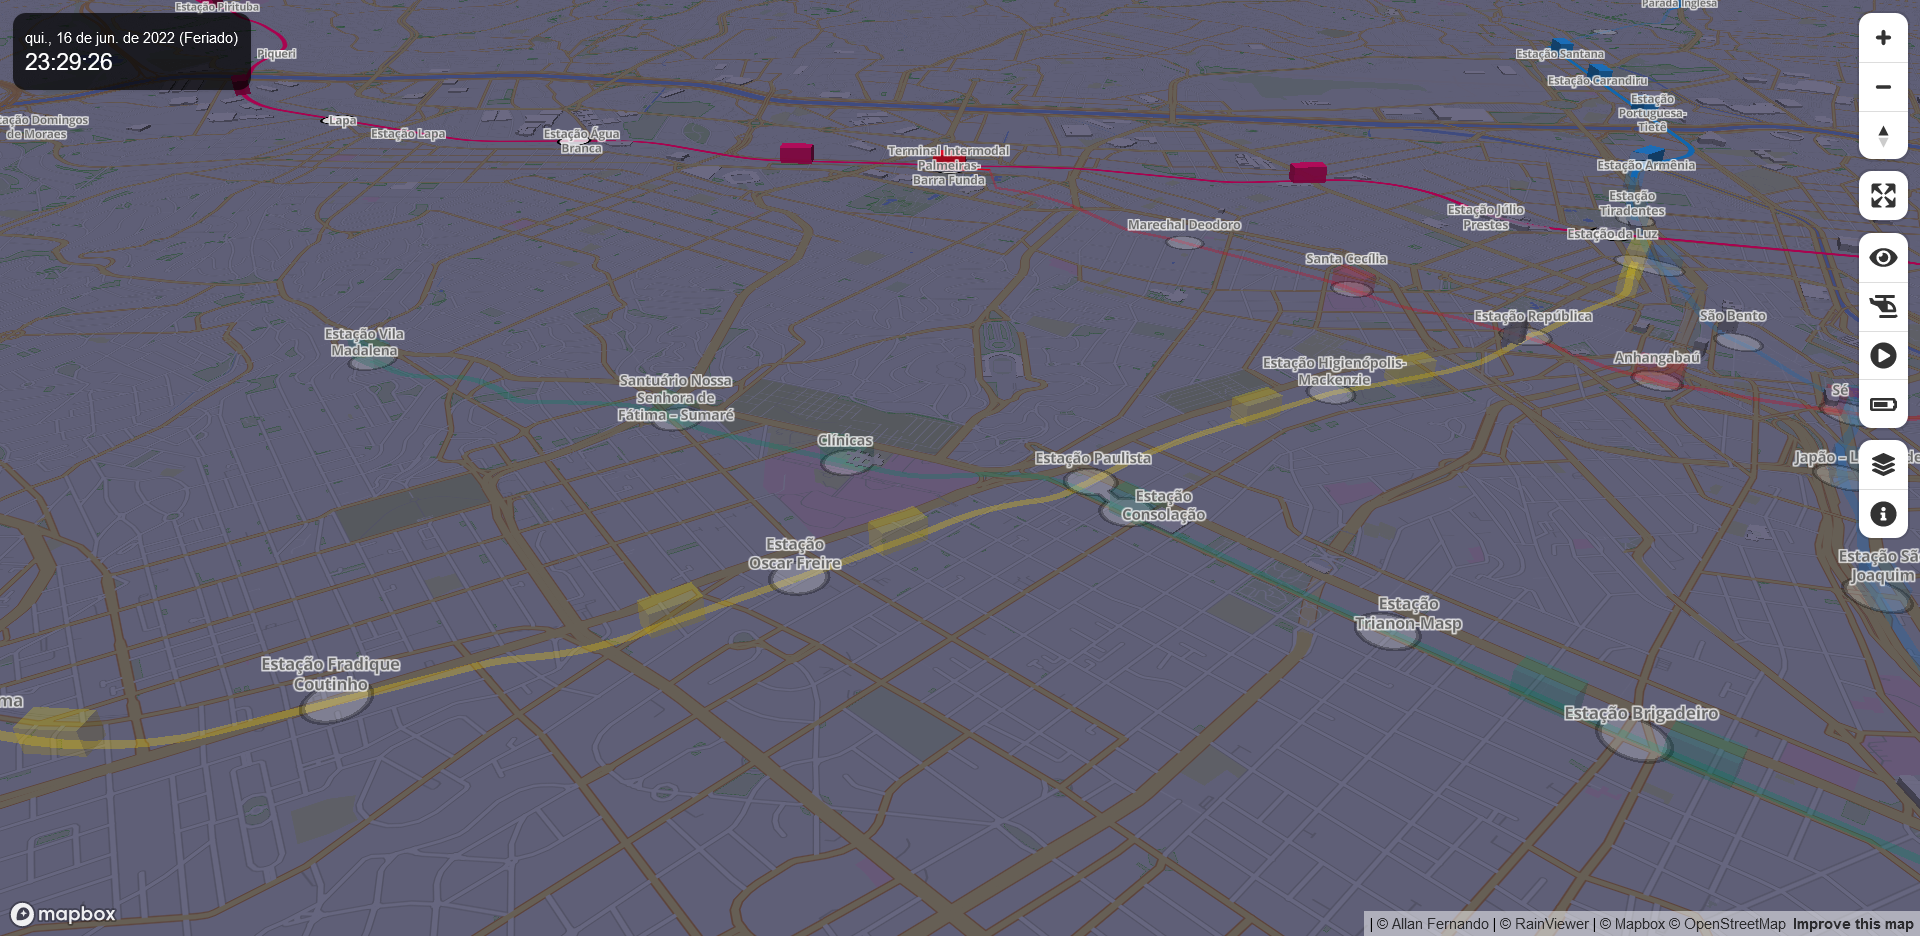 Estação Pirituba
Parada Inglesa
qui., 16 de jun. de 2022 (Feriado)
23:29:26
Piqueri
Estação Santana
Estação Carandiru
Estação
Portuguesa-
Tietê
tação Domingos
de Moraes
Lapa
Estação Lapa
Estação Água
Branca
Terminal Intermodal
Palmeiras-
Barra Funda
Estação Armênia
Estação
Tiradentes
Estação Júlio
Prestes
Marechal Deodoro
Estação da Luz
Santa Cecília
Estação República
São Bento
Estação Vila
Madalena
Estação Higienópolis-
Mackenzie
Anhangabaú
Santuário Nossa
Senhora de
Fátima – Sumaré
Sé
Clínicas
Estação Paulista
Japão – L
de
Estação
Consolação
Estação
Oscar Freire
Estação Sã
Joaquim
Estação
Trianon-Masp
Estação Fradique
Coutinho
ma
Estação Brigadeiro
mapbox
| © Allan Fernando | © RainViewer | © Mapbox © OpenStreetMap Improve this map